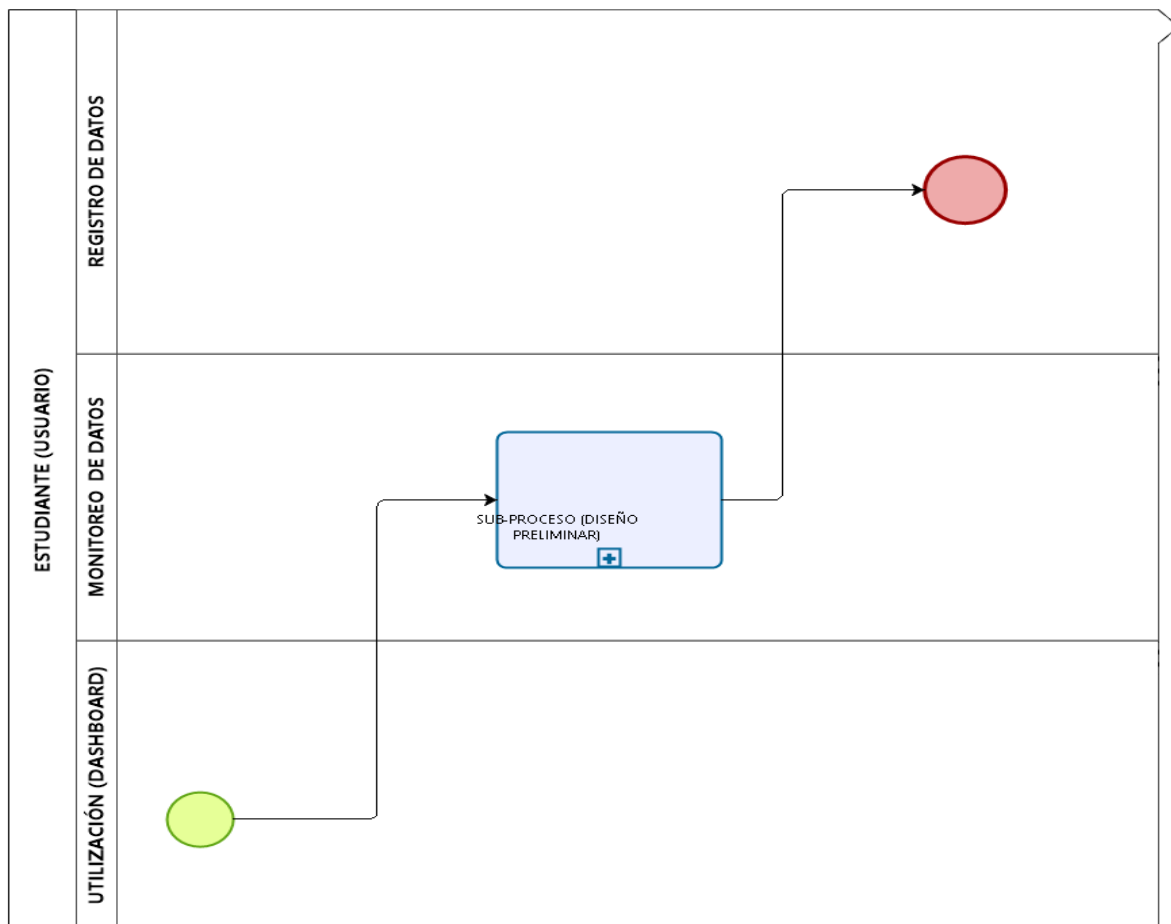 ESTUDIANTE (USUARIO)
REGISTRO DE DATOS
MONITOREO DE DATOS
SUB-PROCESO (DISEÑO
PRELIMINAR)
UTILIZACIÓN (DASHBOARD)